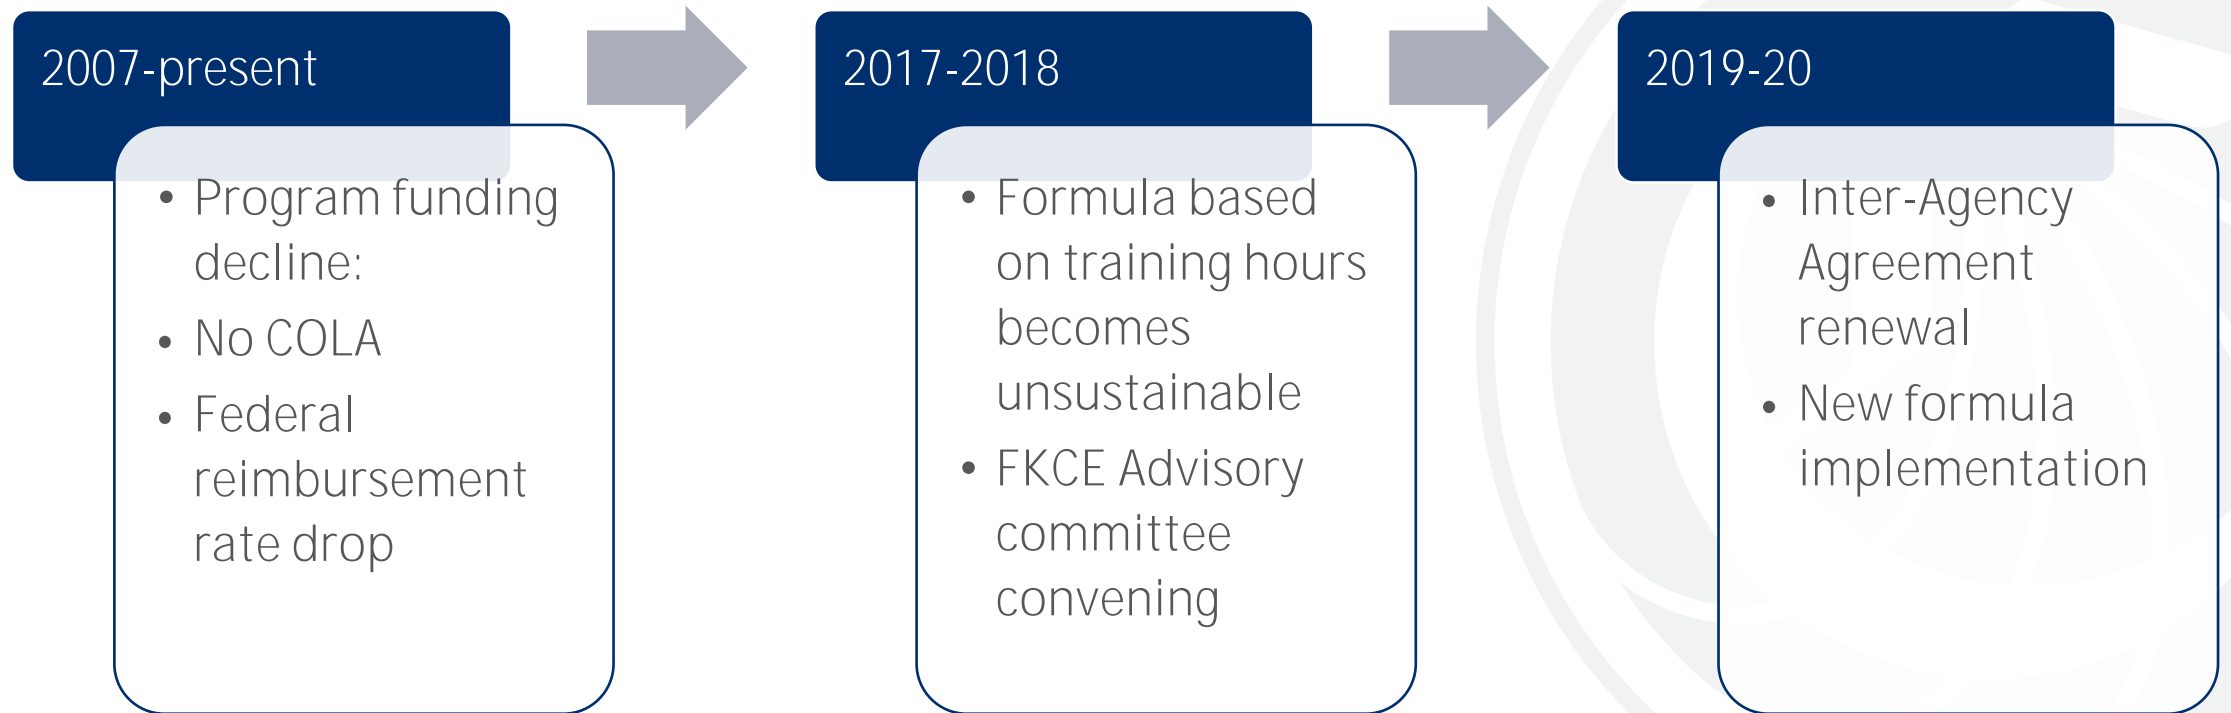 2007-present
• Program funding
decline:
• No COLA
• Federal
reimbursement
rate drop
2017-2018
• Formula based
on training hours
becomes
unsustainable
• FKCE Advisory
committee
convening
2019-20
• Inter-Agency
Agreement
renewal
• New formula
implementation